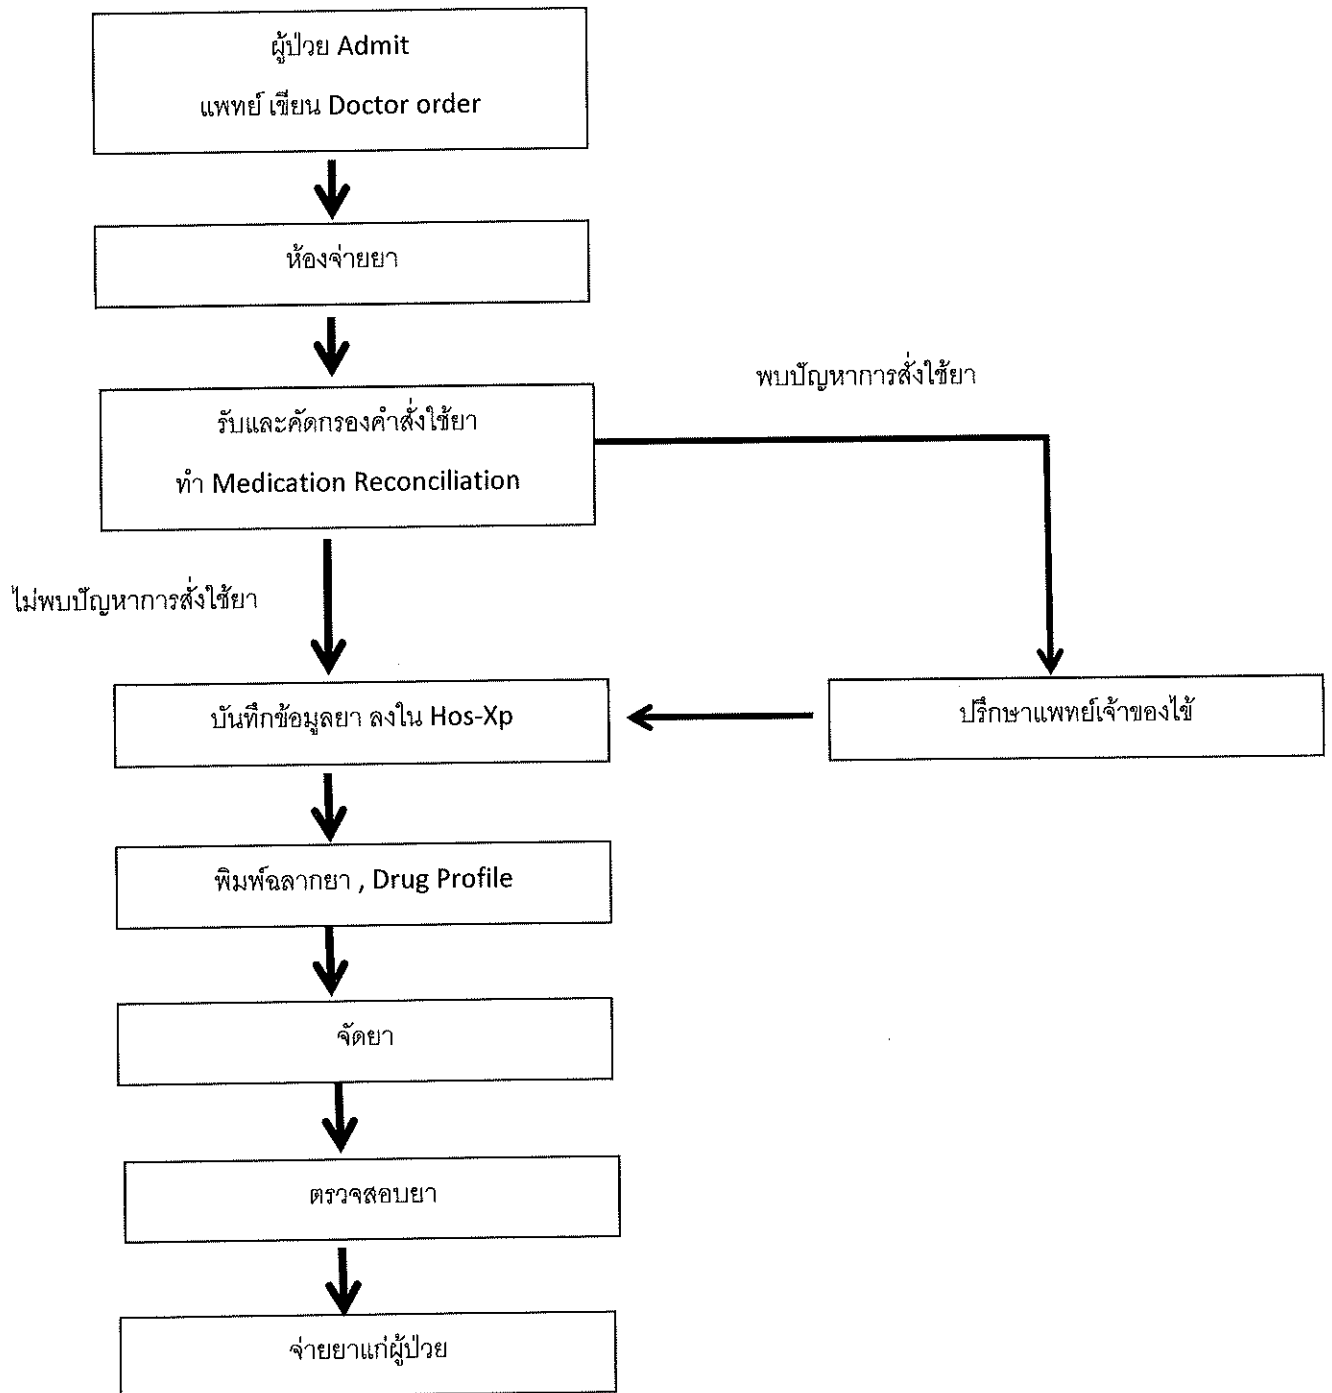 ผู้ป่วย Admit
แพทย์ เขียน Doctor order
ห้องจ่ายยา
พบปัญหาการสั่งใช้ยา
รับและคัดกรองคำสั่งใช้ยา
ทำ Medication Reconciliation
ไม่พบปัญหาการสั่งใช้ยา
บันทึกข้อมูลยา ลงใน Hos-Xp
ปรึกษาแพทย์เจ้าของไข้
พิมพ์ฉลากยา , Drug Profile
จัดยา
ตรวจสอบยา
จ่ายยาแก่ผู้ป่วย